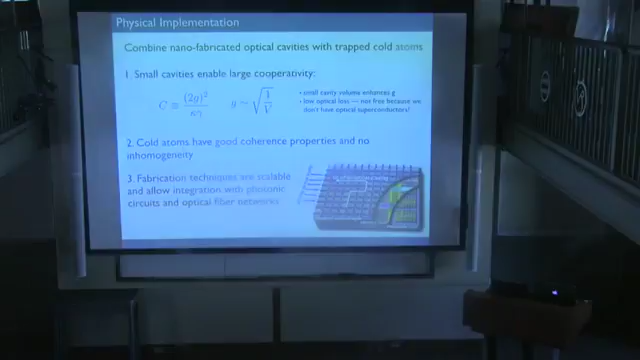 Physical Implementation
Combine nano-fabricated optical cavities with trapped cold atoms
1. Small cavities enable large cooperativity:
C ≡ (2g)² / κγ    g ~ √(1/V)
• small cavity volume enhances g
• low optical loss — not free because we
don't have optical superconductors!
2. Cold atoms have good coherence properties and no
inhomogeneity
3. Fabrication techniques are scalable
and allow integration with photonic
circuits and optical fiber networks